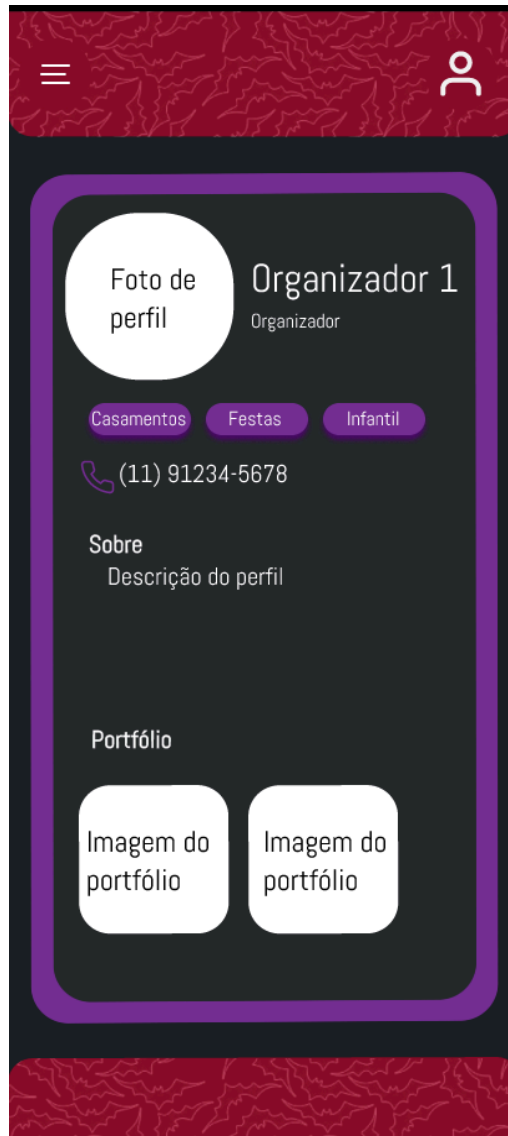 Foto de
perfil
Organizador 1
Organizador
Casamentos
Festas
Infantil
(11) 91234-5678
Sobre
Descrição do perfil
Portfólio
Imagem do
portfólio
Imagem do
portfólio